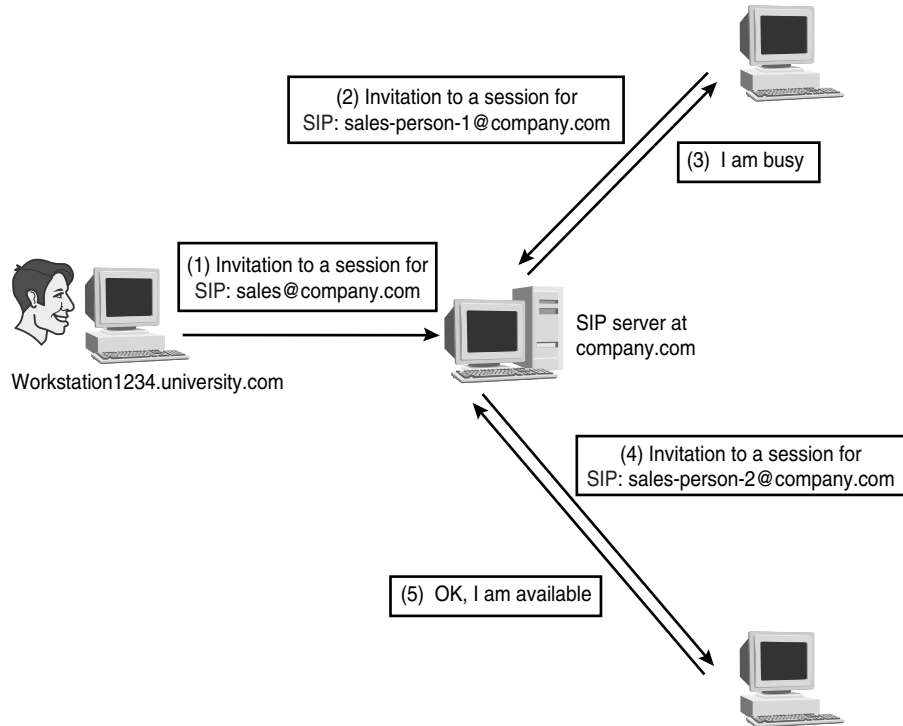 (2) Invitation to a session for
SIP: sales-person-1@company.com
(3) I am busy
(1) Invitation to a session for
SIP: sales@company.com
SIP server at
company.com
Workstation1234.university.com
(4) Invitation to a session for
SIP: sales-person-2@company.com
(5) OK, I am available